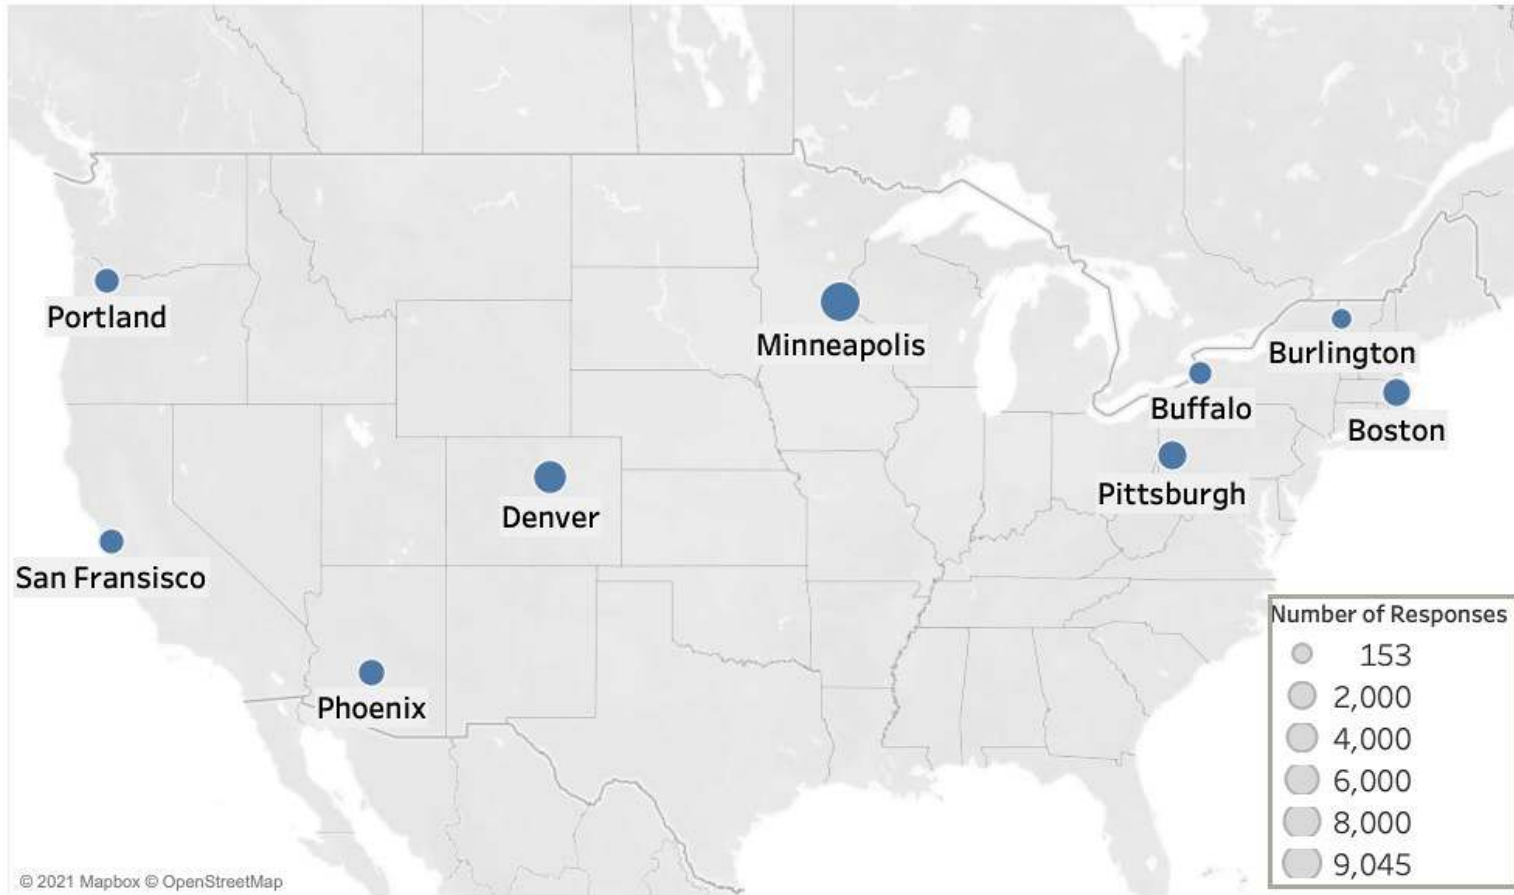 Portland
Minneapolis
Burlington
Buffalo
Boston
Pittsburgh
Denver
San Fransisco
Phoenix
Number of Responses
153
2,000
4,000
6,000
8,000
9,045
© 2021 Mapbox © OpenStreetMap